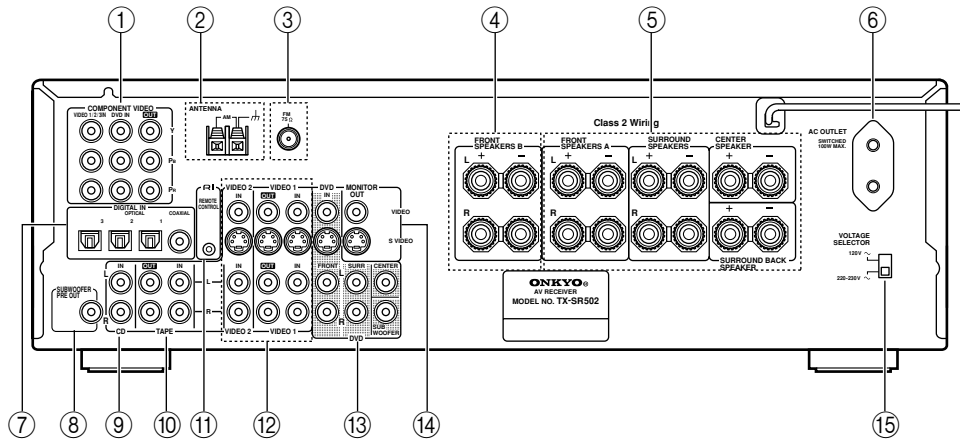 ① ② ③ ④ ⑤ ⑥
COMPONENT VIDEO
VIDEO 1/2/3IN DVD IN OUT
Y
PB
PR
ANTENNA
AM
FM
75 Ω
Class 2 Wiring
FRONT
SPEAKERS B
+ −
L
R
FRONT
SPEAKERS A
+ −
L
R
SURROUND
SPEAKERS
+ −
L
R
CENTER
SPEAKER
+ −
+ −
SURROUND BACK
SPEAKER
AC OUTLET
SWITCHED
100W MAX.
VOLTAGE
SELECTOR
120V ~
220-230V ~
DIGITAL IN
OPTICAL COAXIAL
3 2 1
RI
REMOTE
CONTROL
VIDEO 2 VIDEO 1 DVD MONITOR
IN OUT IN IN OUT
VIDEO
S VIDEO
IN OUT IN
L
R
CD TAPE
SUBWOOFER
PRE OUT
L
R
IN OUT IN
VIDEO 2 VIDEO 1
FRONT SURR CENTER
L
R
SUB
WOOFER
DVD
ONKYO®
AV RECEIVER
MODEL NO. TX-SR502
⑦ ⑧ ⑨ ⑩ ⑪ ⑫ ⑬ ⑭ ⑮